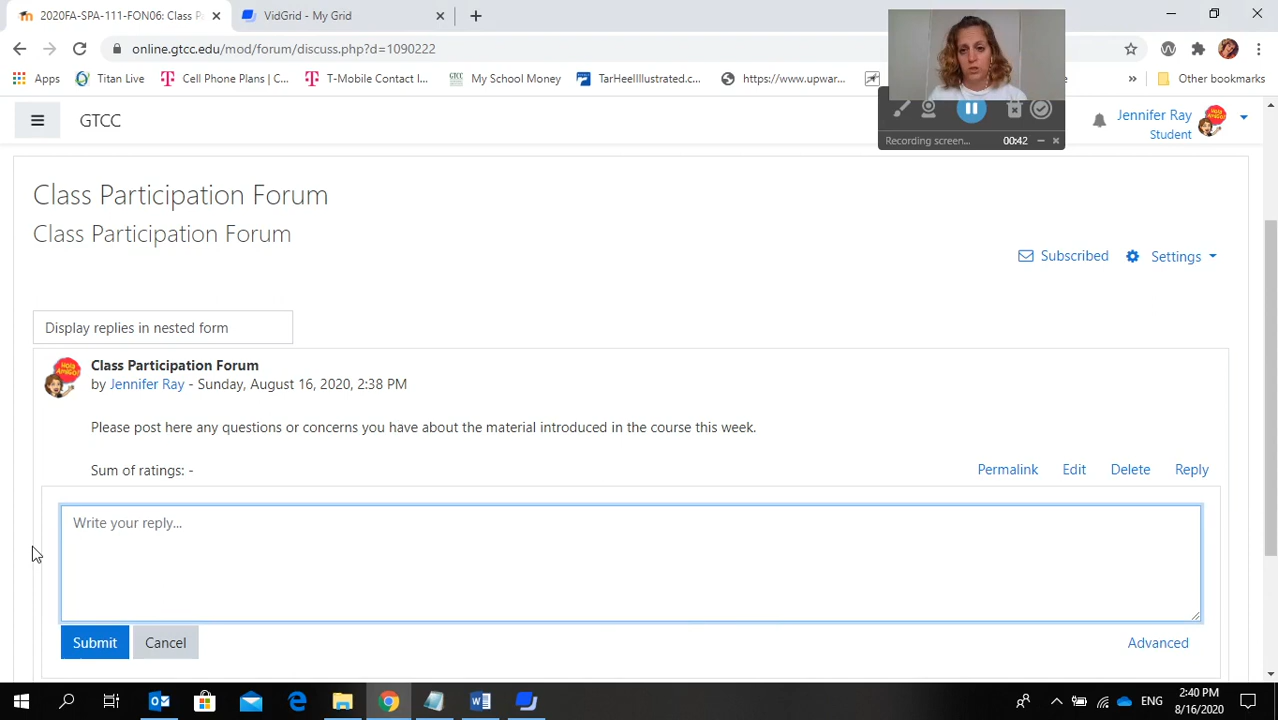 2020FA-SPA-111-FON06: Class P
VidGrid - My Grid
online.gtcc.edu/mod/forum/discuss.php?d=1090222
Apps
Titan Live
Cell Phone Plans | C...
T-Mobile Contact I...
My School Money
TarHeelIllustrated.c...
https://www.upwar...
Other bookmarks
GTCC
Recording screen...
00:42
Jennifer Ray
Student
Class Participation Forum
Class Participation Forum
Subscribed
Settings
Display replies in nested form
Class Participation Forum
by Jennifer Ray - Sunday, August 16, 2020, 2:38 PM
Please post here any questions or concerns you have about the material introduced in the course this week.
Sum of ratings: -
Permalink Edit Delete Reply
Write your reply...
Submit
Cancel
Advanced
ENG
2:40 PM
8/16/2020